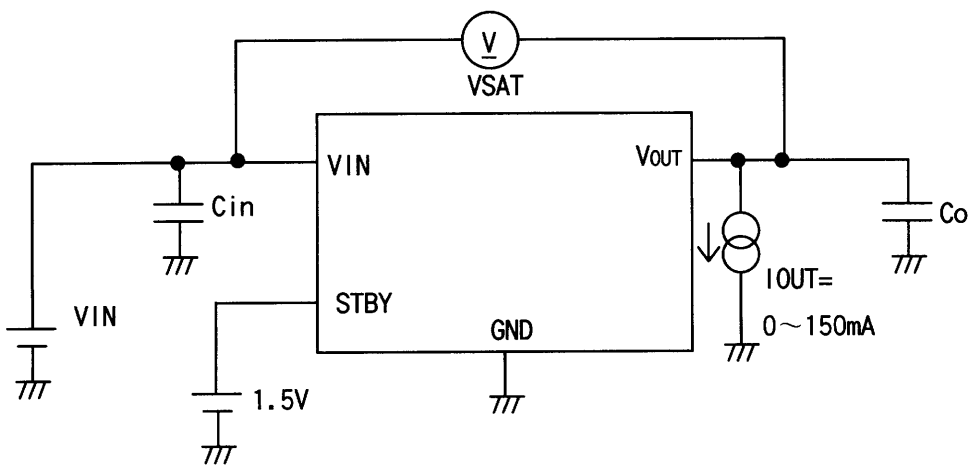 V
VSAT
VIN
VOUT
Cin
Co
VIN
STBY
IOUT=
0～150mA
GND
1.5V